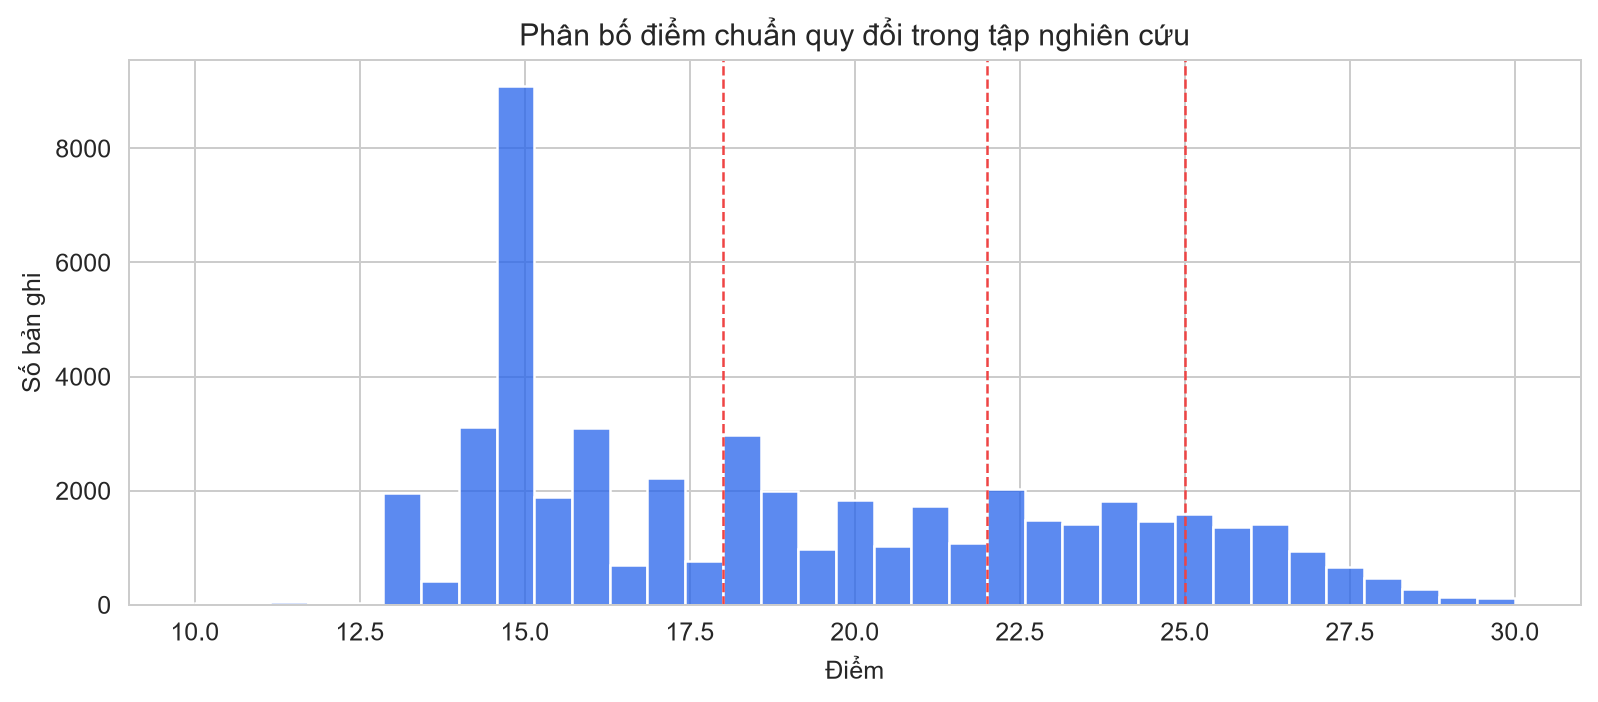 Phân bố điểm chuẩn quy đổi trong tập nghiên cứu
Số bản ghi
8000
6000
4000
2000
0
10.0 12.5 15.0 17.5 20.0 22.5 25.0 27.5 30.0
Điểm